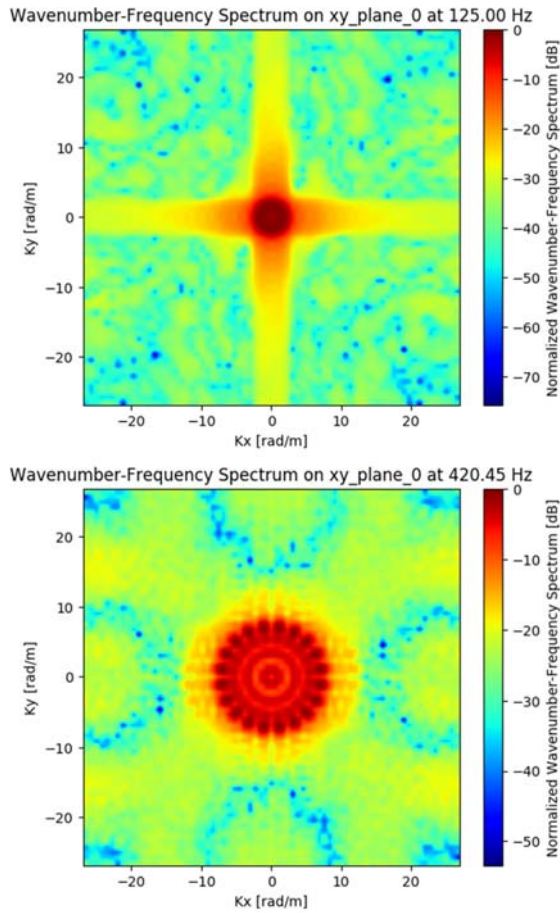 Wavenumber-Frequency Spectrum on xy_plane_0 at 125.00 Hz
20
10
0
−10
−20
Ky [rad/m]
−20 −10 0 10 20
Kx [rad/m]
0
−10
−20
−30
−40
−50
−60
−70
Normalized Wavenumber-Frequency Spectrum [dB]
Wavenumber-Frequency Spectrum on xy_plane_0 at 420.45 Hz
20
10
0
−10
−20
Ky [rad/m]
−20 −10 0 10 20
Kx [rad/m]
0
−10
−20
−30
−40
−50
Normalized Wavenumber-Frequency Spectrum [dB]